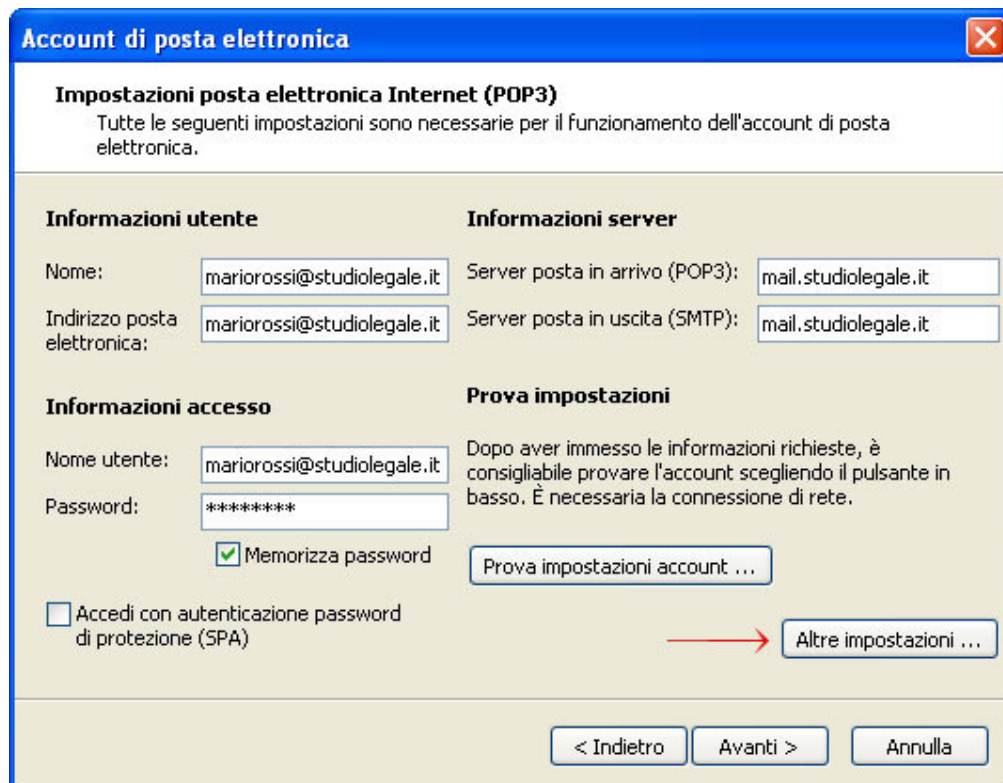 Account di posta elettronica
Impostazioni posta elettronica Internet (POP3)
Tutte le seguenti impostazioni sono necessarie per il funzionamento dell'account di posta
elettronica.
Informazioni utente
Nome:
mariorossi@studiolegale.it
Indirizzo posta
elettronica:
mariorossi@studiolegale.it
Informazioni accesso
Nome utente:
mariorossi@studiolegale.it
Password:
********
Memorizza password
Accedi con autenticazione password
di protezione (SPA)
Informazioni server
Server posta in arrivo (POP3):
mail.studiolegale.it
Server posta in uscita (SMTP):
mail.studiolegale.it
Prova impostazioni
Dopo aver immesso le informazioni richieste, è
consigliabile provare l'account scegliendo il pulsante in
basso. È necessaria la connessione di rete.
Prova impostazioni account ...
Altre impostazioni ...
< Indietro
Avanti >
Annulla